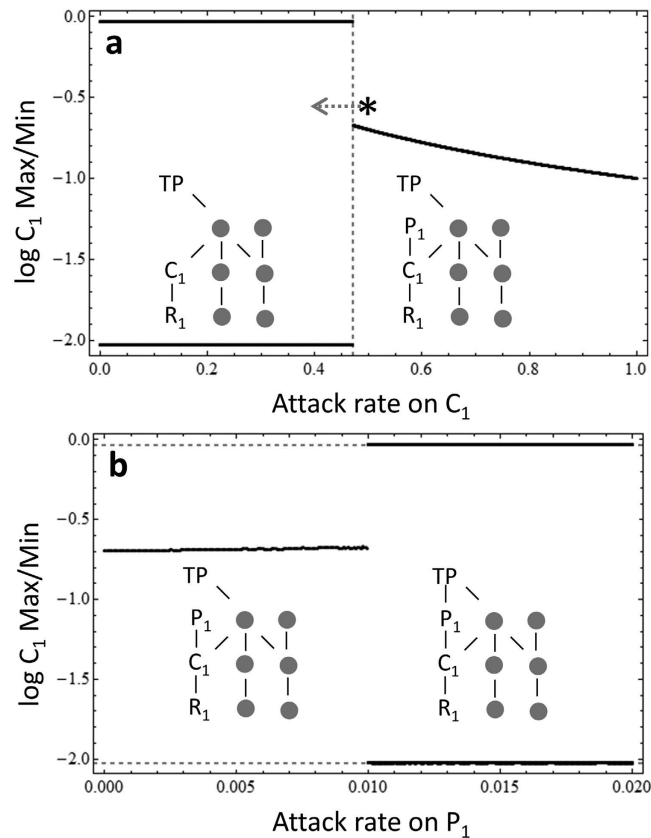 a
log C1 Max/Min
0.0
−0.5
−1.0
−1.5
−2.0
TP
C1
R1
*
TP
P1
C1
R1
0.0 0.2 0.4 0.6 0.8 1.0
Attack rate on C1
b
log C1 Max/Min
0.0
−0.5
−1.0
−1.5
−2.0
TP
P1
C1
R1
TP
P1
C1
R1
0.000 0.005 0.010 0.015 0.020
Attack rate on P1